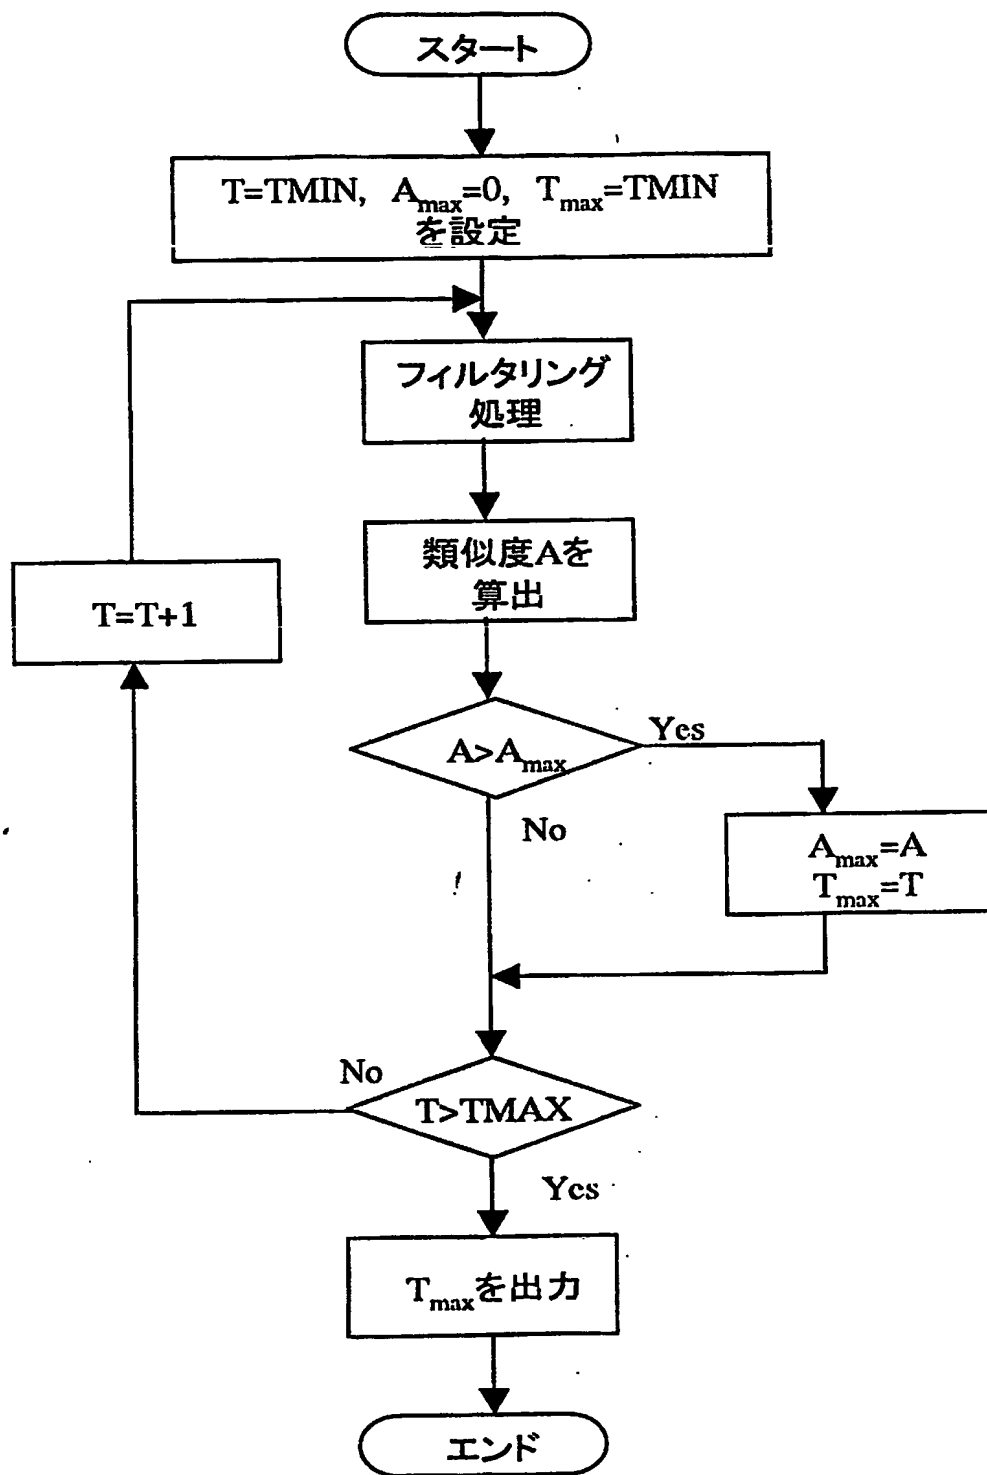 スタート
T=TMIN, Amax=0, Tmax=TMIN
を設定
フィルタリング
処理
類似度Aを
算出
T=T+1
A>Amax
Yes
No
Amax=A
Tmax=T
No
T>TMAX
Yes
Tmaxを出力
エンド